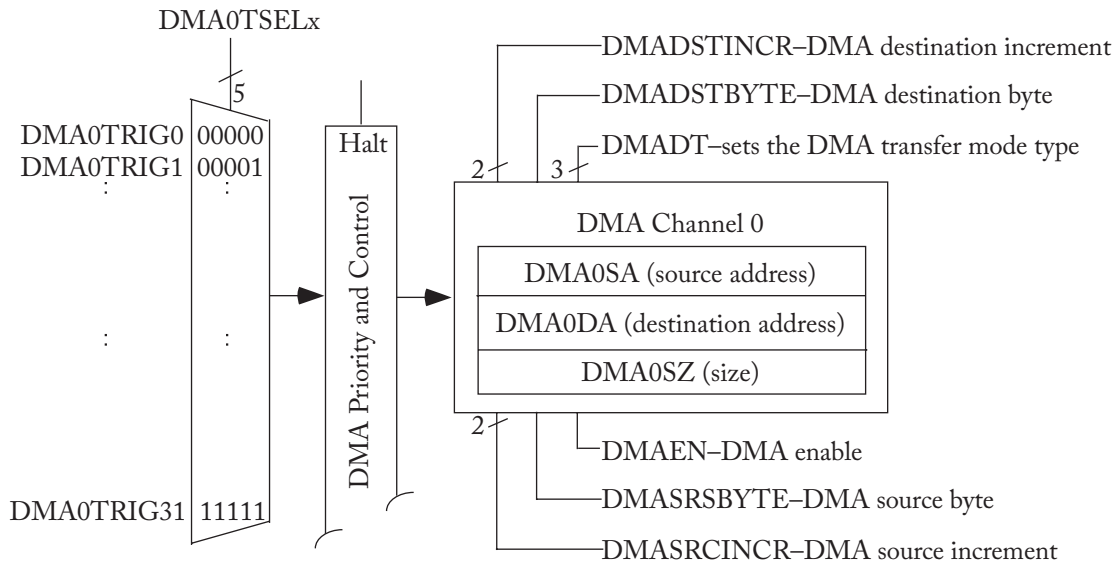 DMA0TSELx
5
DMA0TRIG0 00000
DMA0TRIG1 00001
: :
: :
DMA0TRIG31 11111
Halt
DMA Priority and Control
DMADSTINCR–DMA destination increment
DMADSTBYTE–DMA destination byte
DMADT–sets the DMA transfer mode type
2 3
DMA Channel 0
DMA0SA (source address)
DMA0DA (destination address)
DMA0SZ (size)
2
DMAEN–DMA enable
DMASRSBYTE–DMA source byte
DMASRCINCR–DMA source increment